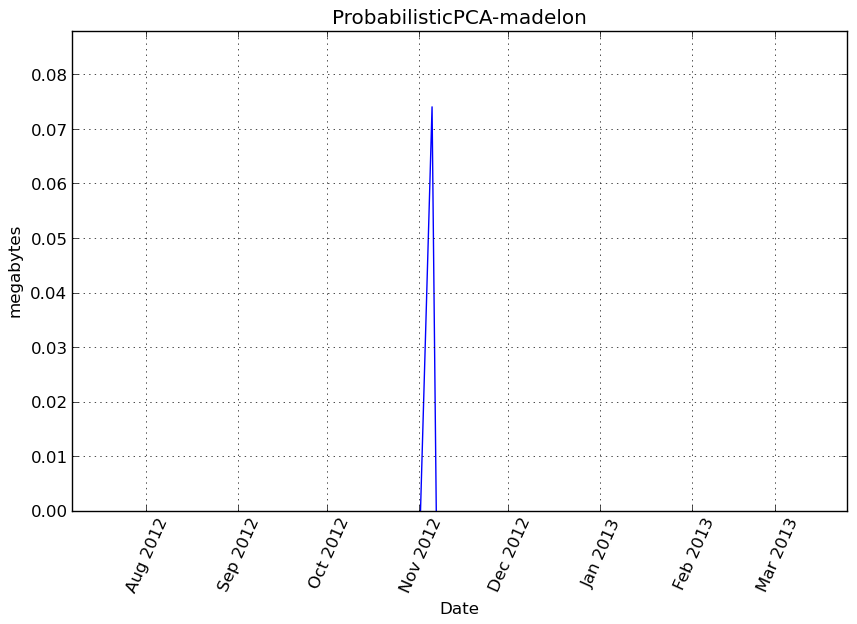 ProbabilisticPCA-madelon
megabytes
0.08
0.07
0.06
0.05
0.04
0.03
0.02
0.01
0.00
Aug 2012
Sep 2012
Oct 2012
Nov 2012
Dec 2012
Jan 2013
Feb 2013
Mar 2013
Date